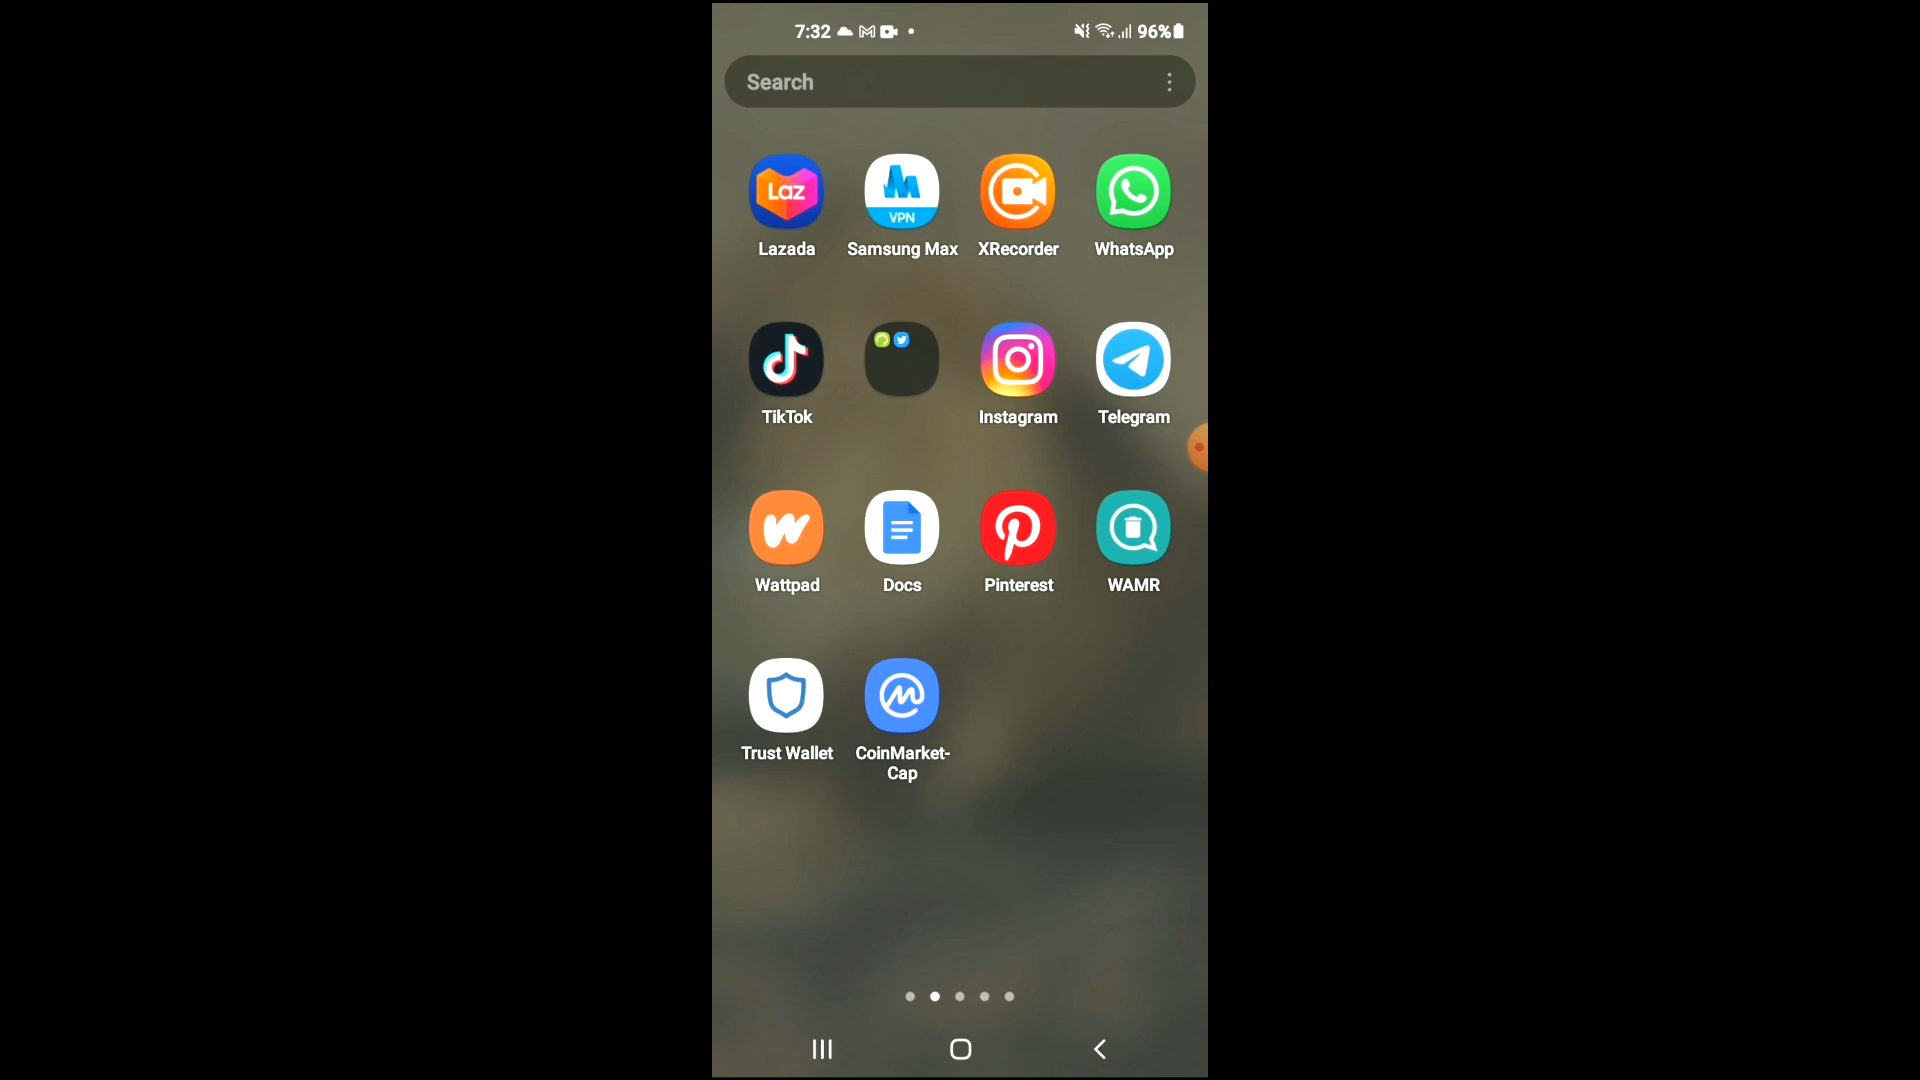 7:32 96%
Search
Laz
VPN
Lazada Samsung Max XRecorder WhatsApp
TikTok Instagram Telegram
Wattpad Docs Pinterest WAMR
Trust Wallet CoinMarket-
Cap